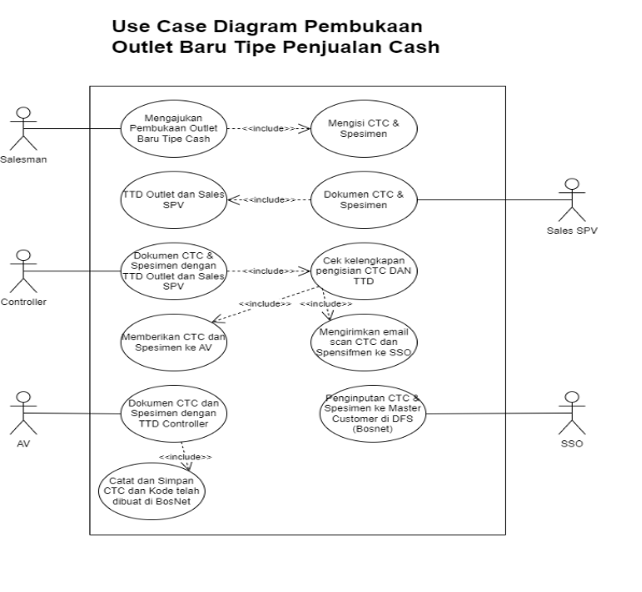 Use Case Diagram Pembukaan
Outlet Baru Tipe Penjualan Cash
Mengajukan
Pembukaan Outlet
Baru Tipe Cash
<<include>>
Mengisi CTC &
Spesimen
Salesman
TTD Outlet dan Sales
SPV
<<include>>
Dokumen CTC &
Spesimen
Sales SPV
Dokumen CTC &
Spesimen dengan
TTD Outlet dan Sales
SPV
<<include>>
Cek kelengkapan
pengisian CTC DAN
TTD
Controller
<<include>>
<<include>>
Memberikan CTC dan
Spesimen ke AV
Mengirimkan email
scan CTC dan
Spensifmen ke SSO
Dokumen CTC dan
Spesimen dengan
TTD Controller
Penginputan CTC &
Spesimen ke Master
Customer di DFS
(Bosnet)
AV
SSO
<<include>>
Catat dan Simpan
CTC dan Kode telah
dibuat di BosNet